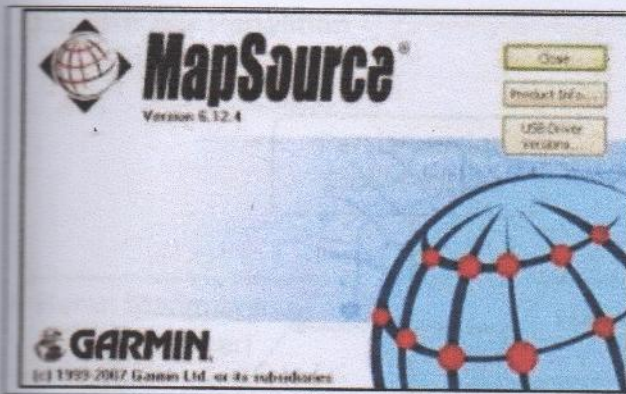 MapSource®
Version 6.12.4
Close
Product Info...
USB Driver
versions...
GARMIN
(c) 1999-2007 Garmin Ltd. or its subsidiaries